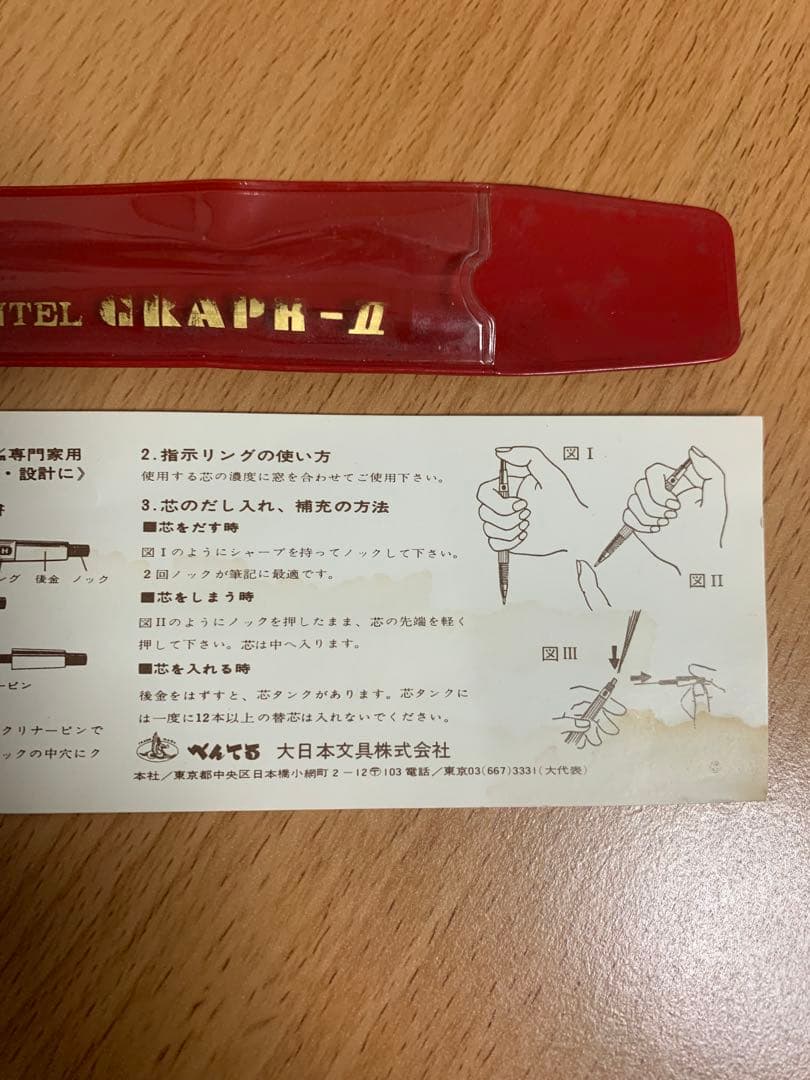 NTEL GRAPH-II
専門家用
・設計に》
2.指示リングの使い方
使用する芯の濃度に窓を合わせてご使用下さい。
3.芯のだし入れ、補充の方法
■芯をだす時
図Iのようにシャープを持ってノックして下さい。
2回ノックが筆記に最適です。
■芯をしまう時
図IIのようにノックを押したまま、芯の先端を軽く
押して下さい。芯は中へ入ります。
■芯を入れる時
後金をはずすと、芯タンクがあります。芯タンクに
は一度に12本以上の替芯は入れないでください。
ング 後金 ノック
ーピン
クリナーピンで
ックの中穴にク
図I
図II
図III
ぺんてる 大日本文具株式会社
本社/東京都中央区日本橋小網町2-12〒103 電話/東京03(667)3331(大代表)